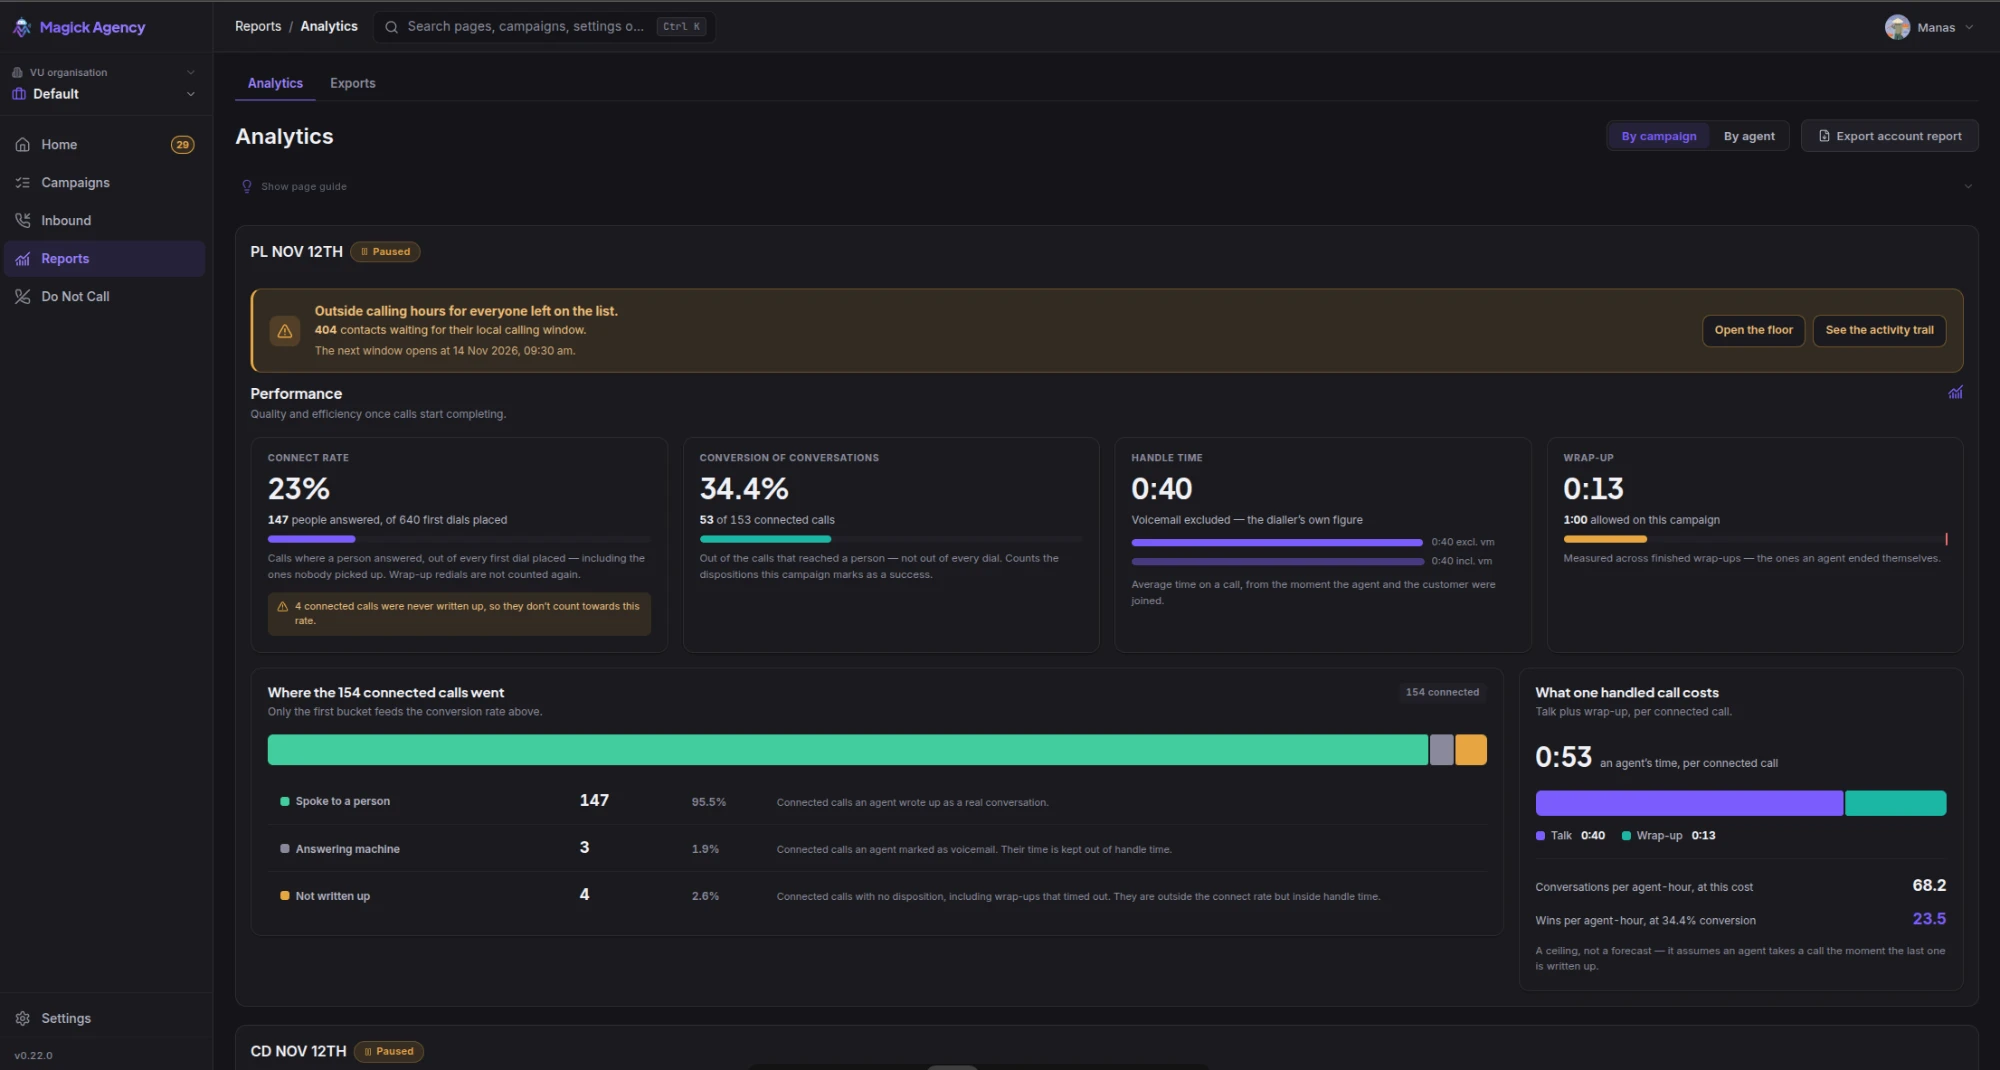 Magick Agency
Reports / Analytics
Search pages, campaigns, settings o...
Ctrl K
Manas
VU organisation
Default
Home
29
Campaigns
Inbound
Reports
Do Not Call
Settings
v0.22.0
Analytics
Exports
Analytics
By campaign
By agent
Export account report
Show page guide
PL NOV 12TH
Paused
Outside calling hours for everyone left on the list.
404 contacts waiting for their local calling window.
The next window opens at 14 Nov 2026, 09:30 am.
Open the floor
See the activity trail
Performance
Quality and efficiency once calls start completing.
CONNECT RATE
23%
147 people answered, of 640 first dials placed
Calls where a person answered, out of every first dial placed — including the
ones nobody picked up. Wrap-up redials are not counted again.
4 connected calls were never written up, so they don't count towards this
rate.
CONVERSION OF CONVERSATIONS
34.4%
53 of 153 connected calls
Out of the calls that reached a person — not out of every dial. Counts the
dispositions this campaign marks as a success.
HANDLE TIME
0:40
Voicemail excluded — the dialler's own figure
0:40 excl. vm
0:40 incl. vm
Average time on a call, from the moment the agent and the customer were
joined.
WRAP-UP
0:13
1:00 allowed on this campaign
Measured across finished wrap-ups — the ones an agent ended themselves.
Where the 154 connected calls went
Only the first bucket feeds the conversion rate above.
154 connected
Spoke to a person
147
95.5%
Connected calls an agent wrote up as a real conversation.
Answering machine
3
1.9%
Connected calls an agent marked as voicemail. Their time is kept out of handle time.
Not written up
4
2.6%
Connected calls with no disposition, including wrap-ups that timed out. They are outside the connect rate but inside handle time.
What one handled call costs
Talk plus wrap-up, per connected call.
0:53 an agent's time, per connected call
Talk 0:40
Wrap-up 0:13
Conversations per agent-hour, at this cost
68.2
Wins per agent-hour, at 34.4% conversion
23.5
A ceiling, not a forecast — it assumes an agent takes a call the moment the last one
is written up.
CD NOV 12TH
Paused